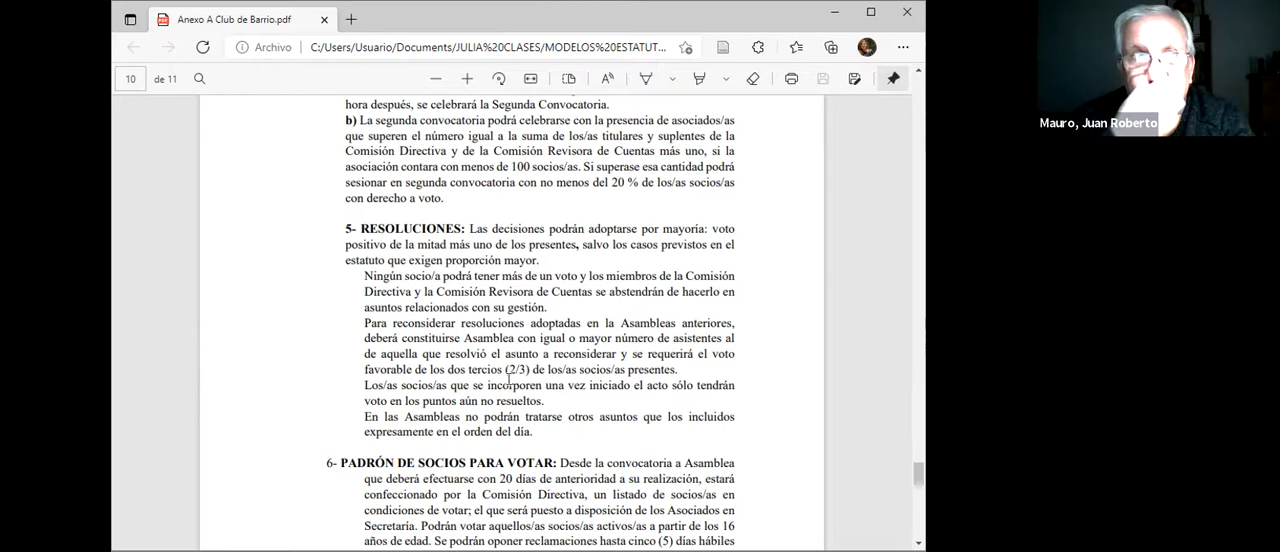 Anexo A Club de Barrio.pdf
Archivo
C:/Users/Usuario/Documents/JULIA%20CLASES/MODELOS%20ESTATUT...
10 de 11
hora después, se celebrará la Segunda Convocatoria.
b) La segunda convocatoria podrá celebrarse con la presencia de asociados/as
que superen el número igual a la suma de los/as titulares y suplentes de la
Comisión Directiva y de la Comisión Revisora de Cuentas más uno, si la
asociación contara con menos de 100 socios/as. Si superase esa cantidad podrá
sesionar en segunda convocatoria con no menos del 20 % de los/as socios/as
con derecho a voto.
5- RESOLUCIONES: Las decisiones podrán adoptarse por mayoría: voto
positivo de la mitad más uno de los presentes, salvo los casos previstos en el
estatuto que exigen proporción mayor.
Ningún socio/a podrá tener más de un voto y los miembros de la Comisión
Directiva y la Comisión Revisora de Cuentas se abstendrán de hacerlo en
asuntos relacionados con su gestión.
Para reconsiderar resoluciones adoptadas en la Asambleas anteriores,
deberá constituirse Asamblea con igual o mayor número de asistentes al
de aquella que resolvió el asunto a reconsiderar y se requerirá el voto
favorable de los dos tercios (2/3) de los/as socios/as presentes.
Los/as socios/as que se incorporen una vez iniciado el acto sólo tendrán
voto en los puntos aún no resueltos.
En las Asambleas no podrán tratarse otros asuntos que los incluidos
expresamente en el orden del día.
6- PADRÓN DE SOCIOS PARA VOTAR: Desde la convocatoria a Asamblea
que deberá efectuarse con 20 días de anterioridad a su realización, estará
confeccionado por la Comisión Directiva, un listado de socios/as en
condiciones de votar; el que será puesto a disposición de los Asociados en
Secretaría. Podrán votar aquellos/as socios/as activos/as a partir de los 16
años de edad. Se podrán oponer reclamaciones hasta cinco (5) días hábiles
Mauro, Juan Roberto